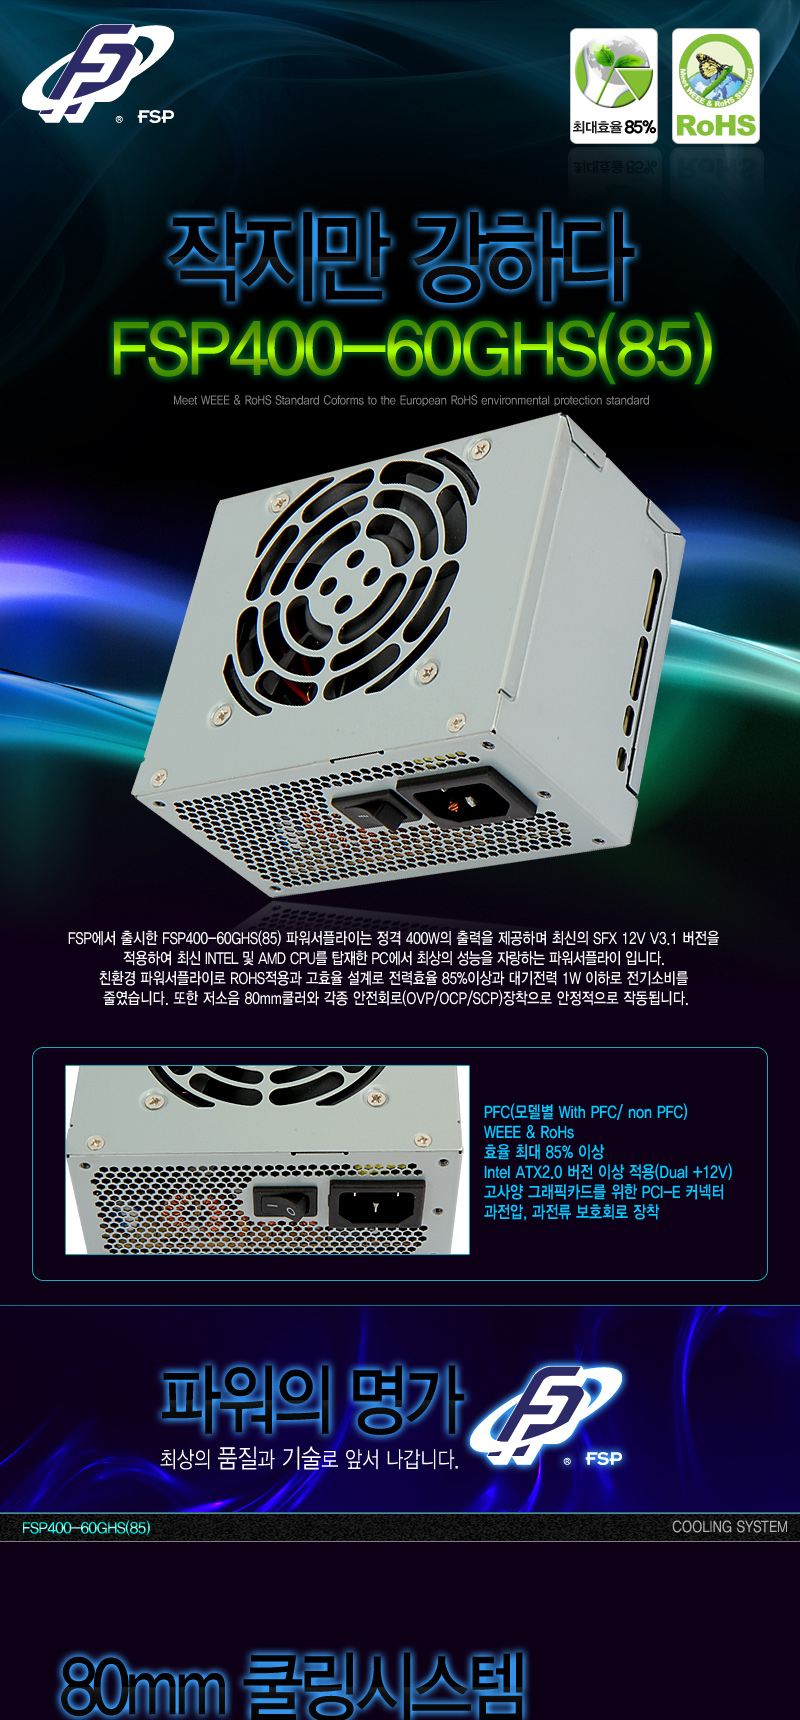 ® FSP
최대효율 85%
Meet WEEE & RoHS Standard
RoHS
작지만 강하다
FSP400-60GHS(85)
Meet WEEE & RoHS Standard Coforms to the European RoHS environmental protection standard
FSP에서 출시한 FSP400-60GHS(85) 파워서플라이는 정격 400W의 출력을 제공하며 최신의 SFX 12V V3.1 버전을
적용하여 최신 INTEL 및 AMD CPU를 탑재한 PC에서 최상의 성능을 자랑하는 파워서플라이 입니다.
친환경 파워서플라이로 ROHS적용과 고효율 설계로 전력효율 85%이상과 대기전력 1W 이하로 전기소비를
줄였습니다. 또한 저소음 80mm쿨러와 각종 안전회로(OVP/OCP/SCP)장착으로 안정적으로 작동됩니다.
PFC(모델별 With PFC/ non PFC)
WEEE & RoHs
효율 최대 85% 이상
Intel ATX2.0 버전 이상 적용(Dual +12V)
고사양 그래픽카드를 위한 PCI-E 커넥터
과전압, 과전류 보호회로 장착
파워의 명가
최상의 품질과 기술로 앞서 나갑니다.
® FSP
FSP400-60GHS(85)
COOLING SYSTEM
80mm 쿨링시스템